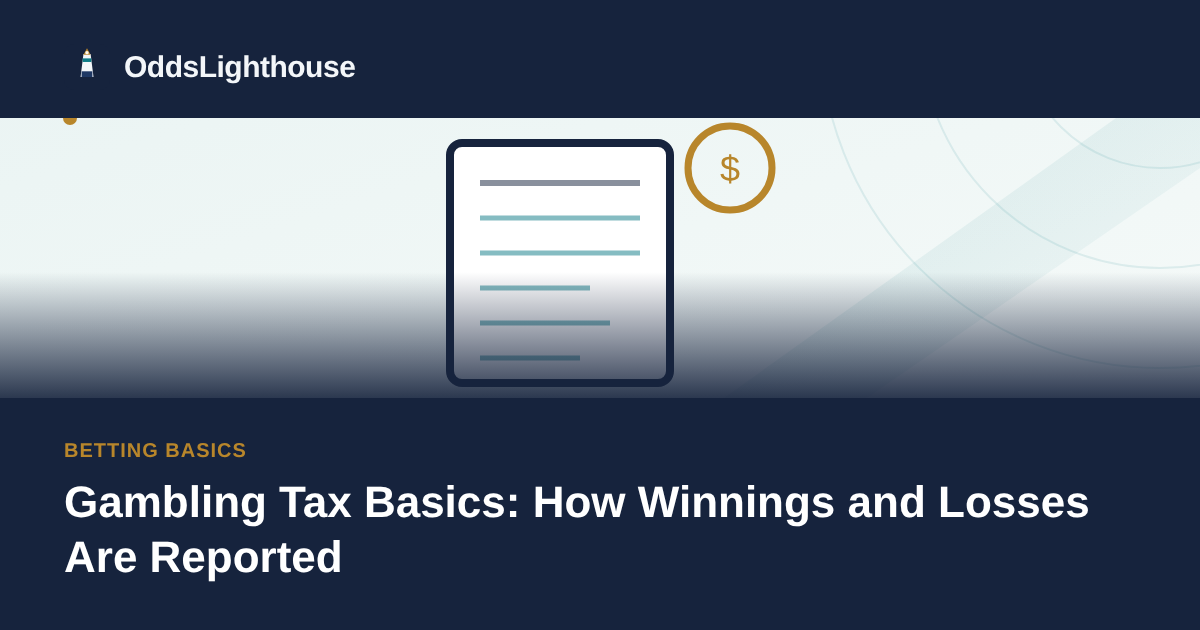 OddsLighthouse
$
BETTING BASICS
Gambling Tax Basics: How Winnings and Losses
Are Reported